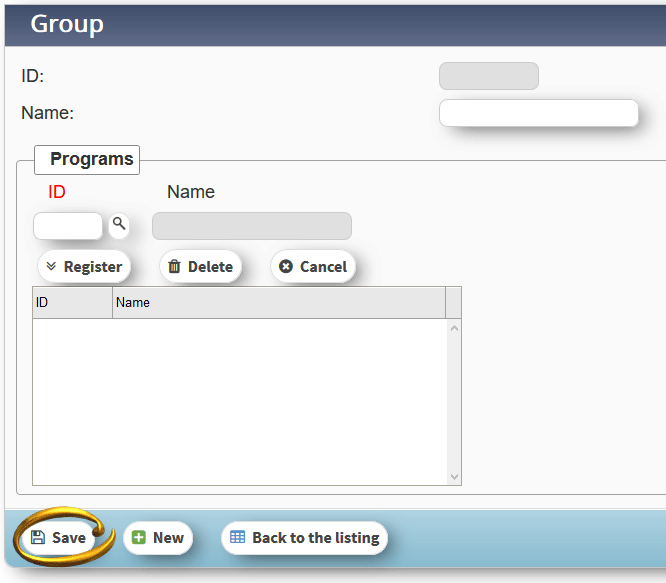 Group
ID:
Name:
Programs
ID Name
Register Delete Cancel
ID Name
Save New Back to the listing